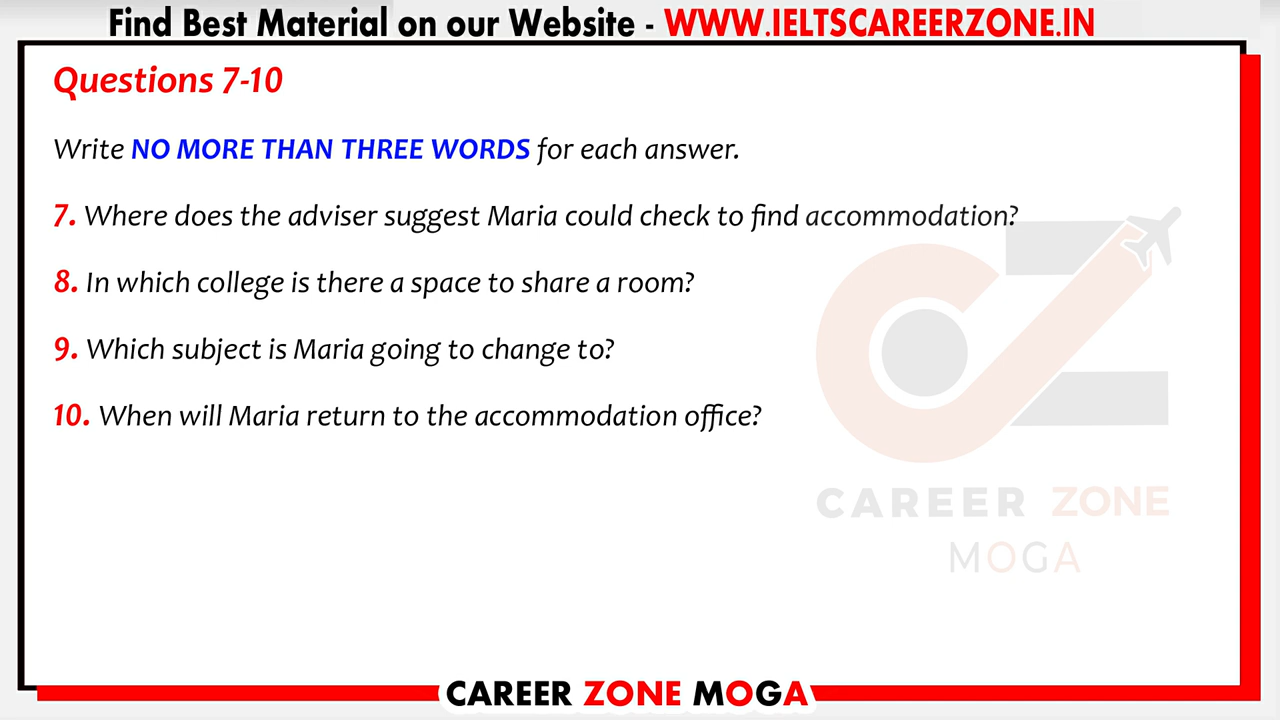 Find Best Material on our Website - WWW.IELTSCAREERZONE.IN
Questions 7-10
Write NO MORE THAN THREE WORDS for each answer.
7. Where does the adviser suggest Maria could check to find accommodation?
8. In which college is there a space to share a room?
9. Which subject is Maria going to change to?
10. When will Maria return to the accommodation office?
CAREER ZONE
MOGA
CAREER ZONE MOGA